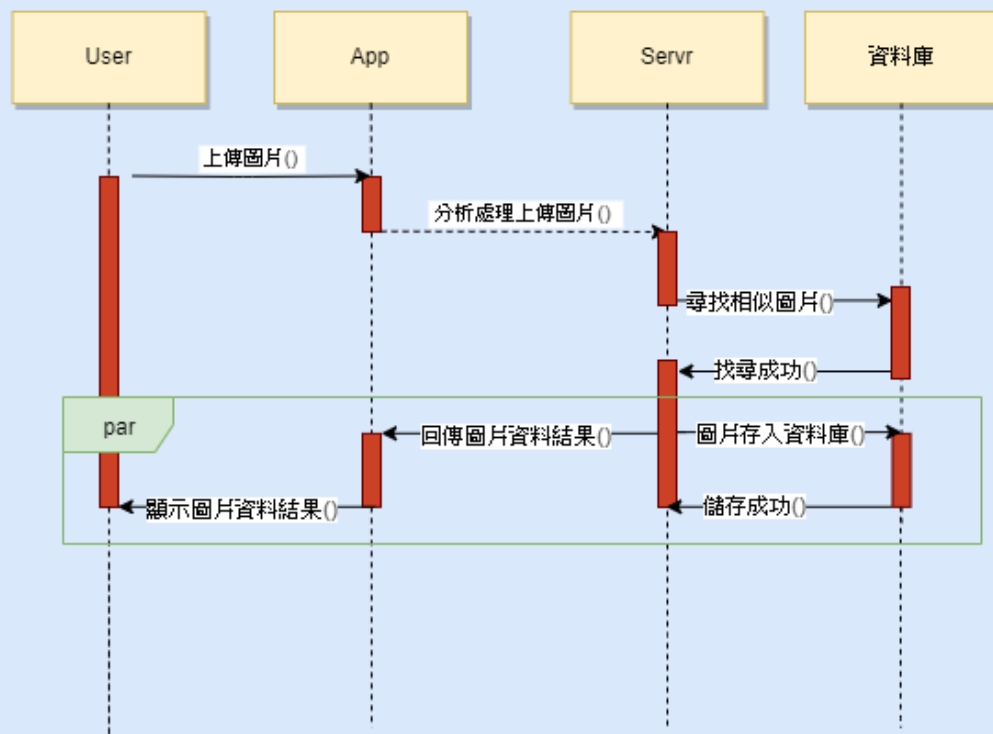 User
App
Servr
資料庫
上傳圖片()
分析處理上傳圖片()
尋找相似圖片()
找尋成功()
par
回傳圖片資料結果()
圖片存入資料庫()
顯示圖片資料結果()
儲存成功()